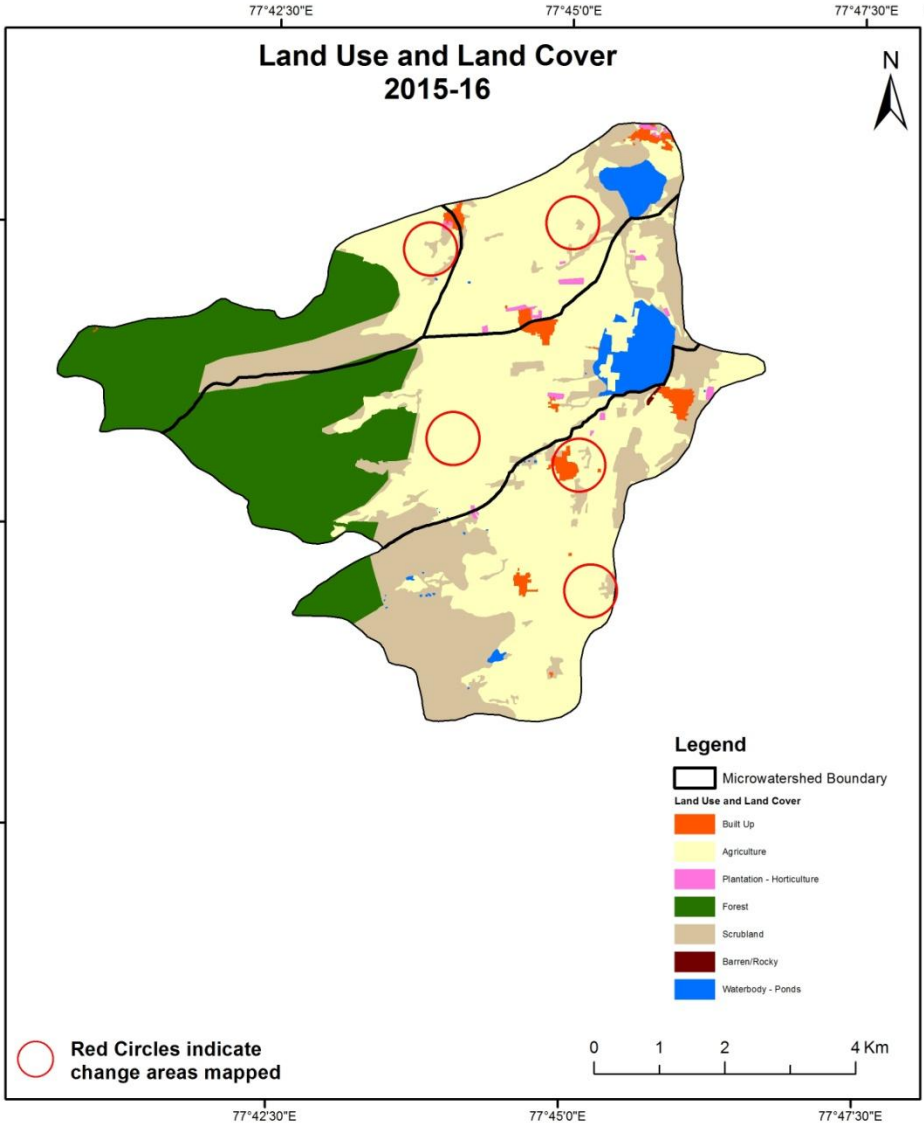 77°42'30"E 77°45'0"E 77°47'30"E
Land Use and Land Cover
2015-16
N
Legend
Microwatershed Boundary
Land Use and Land Cover
Built Up
Agriculture
Plantation - Horticulture
Forest
Scrubland
Barren/Rocky
Waterbody - Ponds
Red Circles indicate
change areas mapped
0 1 2 4 Km
77°42'30"E 77°45'0"E 77°47'30"E